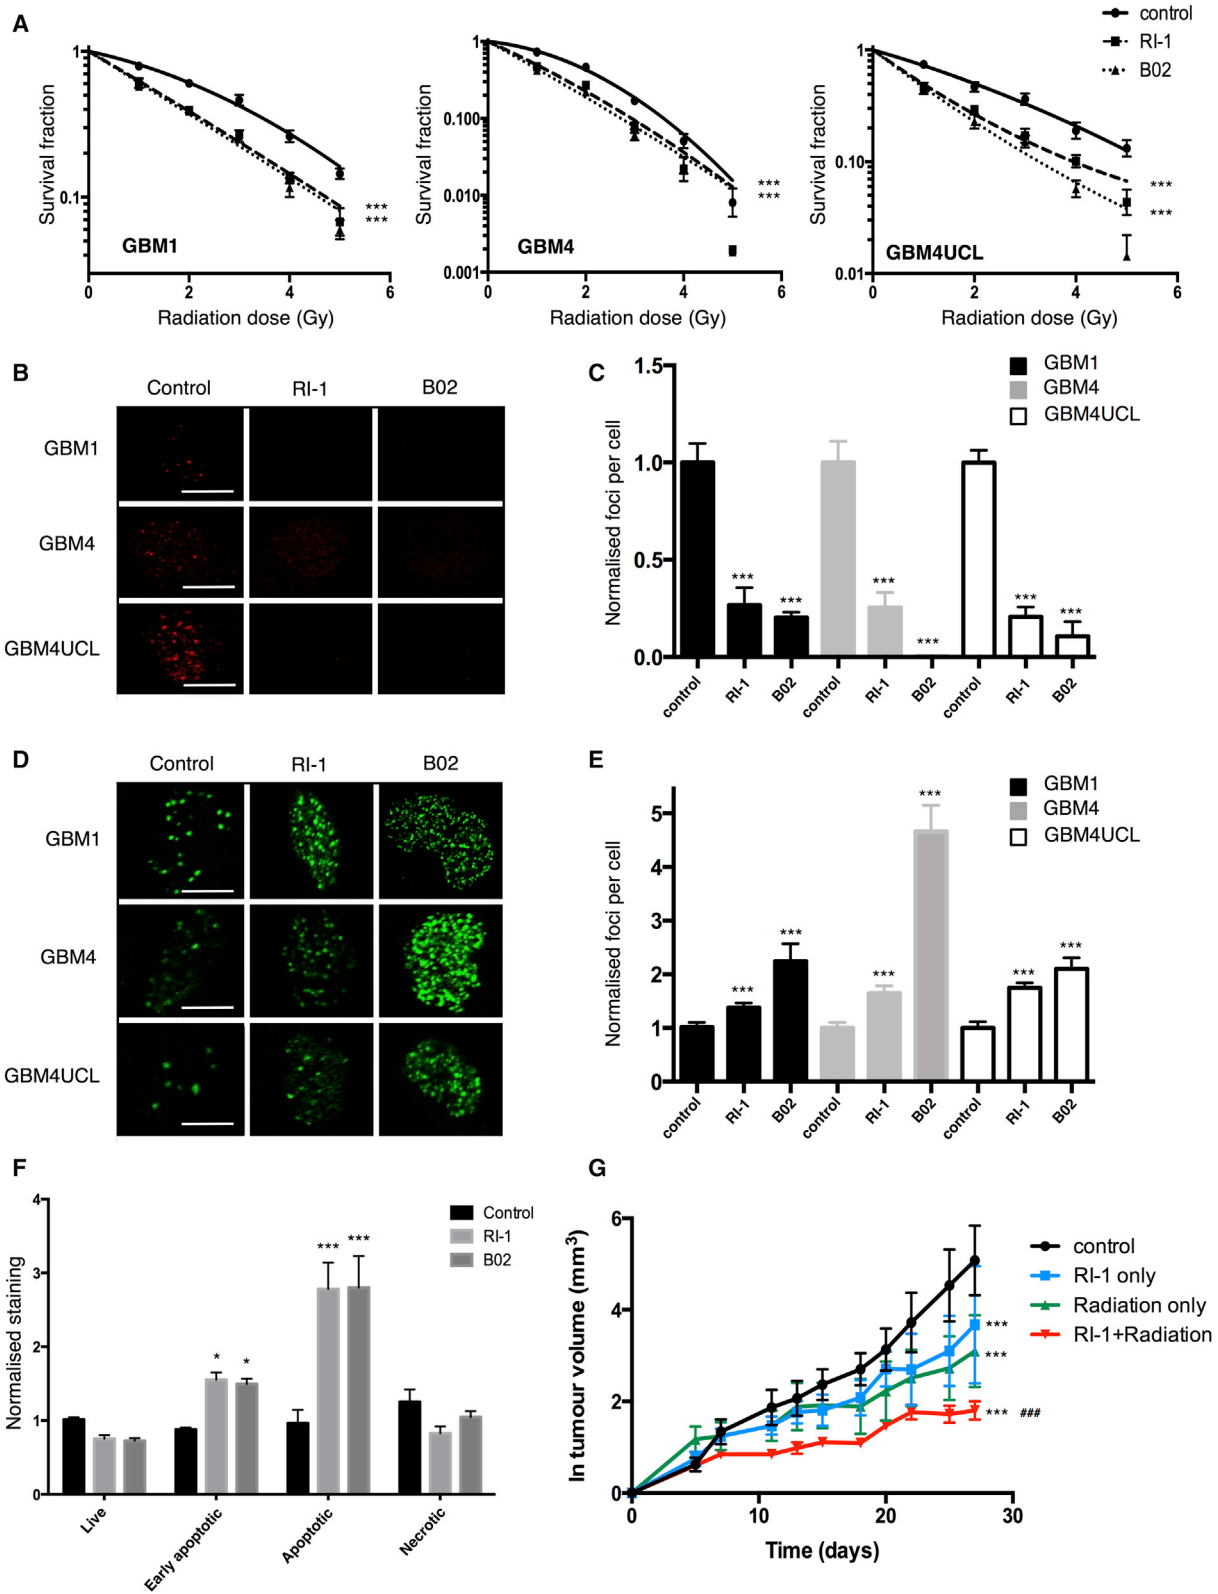 A
control
RI-1
B02
1
0.1
Survival fraction
GBM1
***
***
0 2 4 6
Radiation dose (Gy)
1
0.100
0.010
0.001
Survival fraction
GBM4
***
***
0 2 4 6
Radiation dose (Gy)
1
0.10
0.01
Survival fraction
GBM4UCL
***
***
0 2 4 6
Radiation dose (Gy)
B
Control RI-1 B02
GBM1
GBM4
GBM4UCL
C
GBM1
GBM4
GBM4UCL
1.5
1.0
0.5
0.0
Normalised foci per cell
*** *** *** *** *** ***
control RI-1 B02 control RI-1 B02 control RI-1 B02
D
Control RI-1 B02
GBM1
GBM4
GBM4UCL
E
GBM1
GBM4
GBM4UCL
5
4
3
2
1
0
Normalised foci per cell
*** *** *** *** *** ***
control RI-1 B02 control RI-1 B02 control RI-1 B02
F
Control
RI-1
B02
4
3
2
1
0
Normalised staining
* * *** ***
Live Early apoptotic Apoptotic Necrotic
G
control
RI-1 only
Radiation only
RI-1+Radiation
6
4
2
0
ln tumour volume (mm3)
***
***
*** ###
0 10 20 30
Time (days)